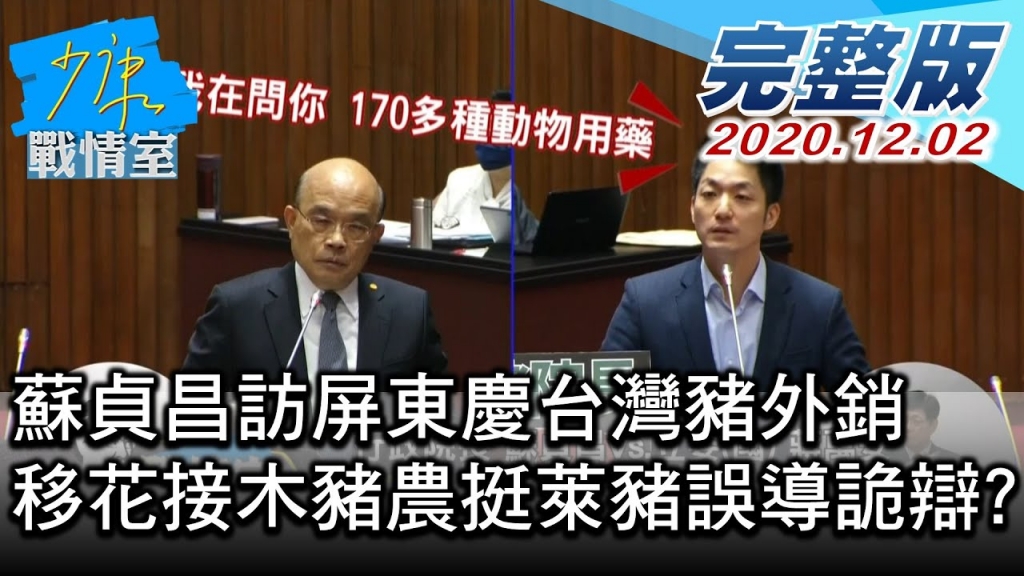 少康
戰情室
完整版
2020.12.02
我在問你 170多種動物用藥
蘇貞昌訪屏東慶台灣豬外銷
移花接木豬農挺萊豬誤導詭辯?